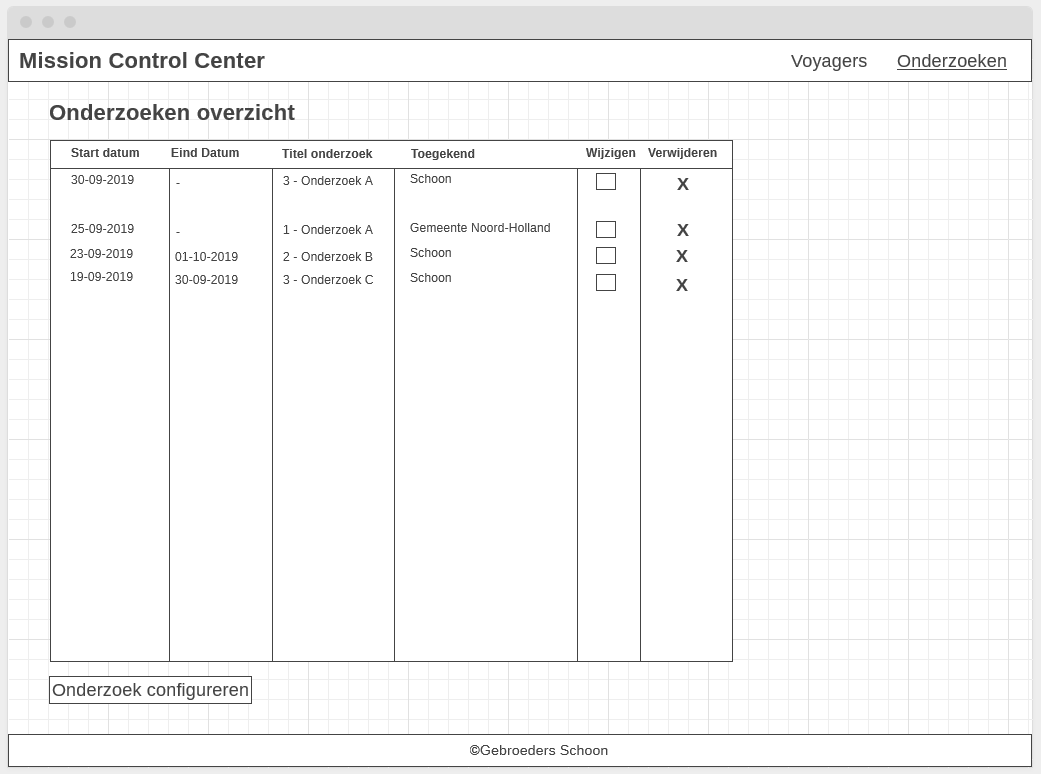 Mission Control Center Voyagers Onderzoeken
Onderzoeken overzicht
Start datum Eind Datum Titel onderzoek Toegekend Wijzigen Verwijderen
30-09-2019 - 3 - Onderzoek A Schoon X
25-09-2019 - 1 - Onderzoek A Gemeente Noord-Holland X
23-09-2019 01-10-2019 2 - Onderzoek B Schoon X
19-09-2019 30-09-2019 3 - Onderzoek C Schoon X
Onderzoek configureren
©Gebroeders Schoon